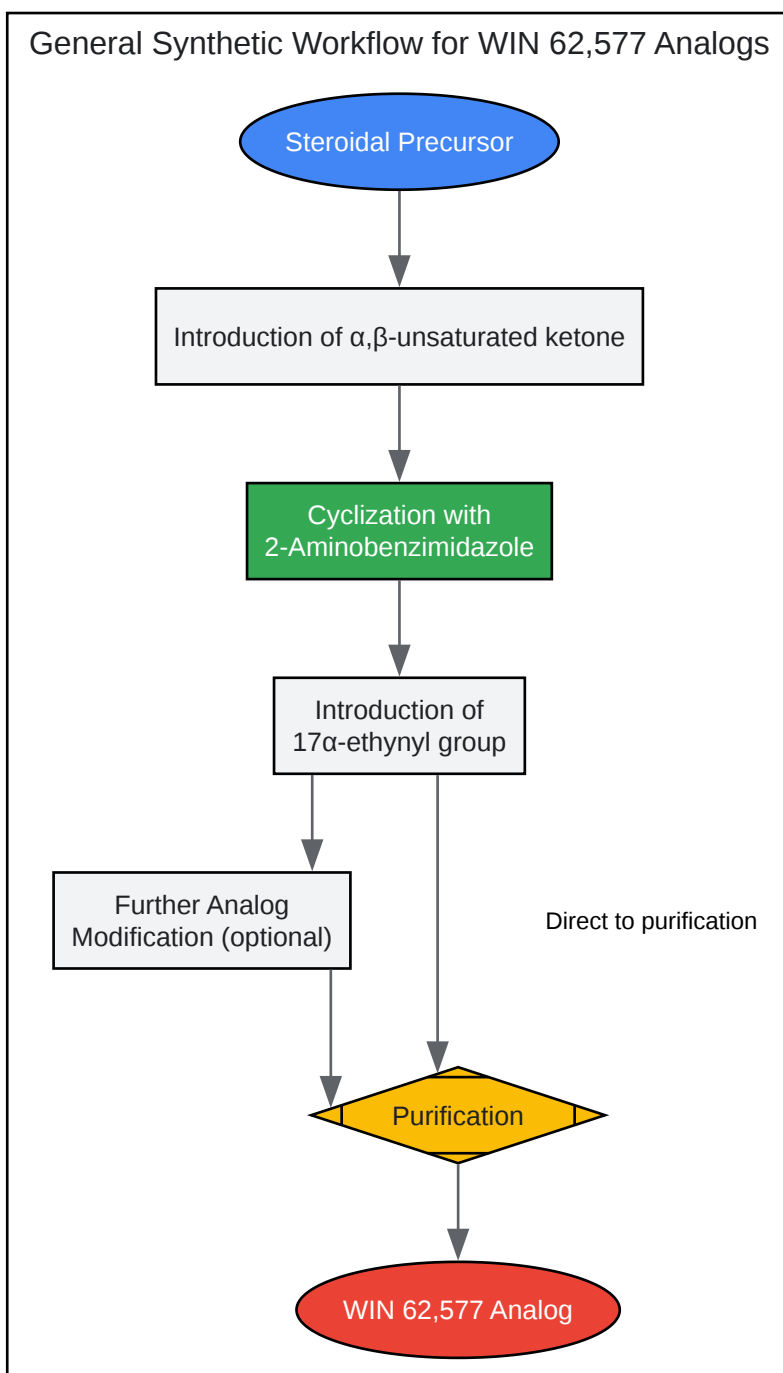 General Synthetic Workflow for WIN 62,577 Analogs
Steroidal Precursor
Introduction of α,β-unsaturated ketone
Cyclization with
2-Aminobenzimidazole
Introduction of
17α-ethynyl group
Further Analog
Modification (optional)
Direct to purification
Purification
WIN 62,577 Analog